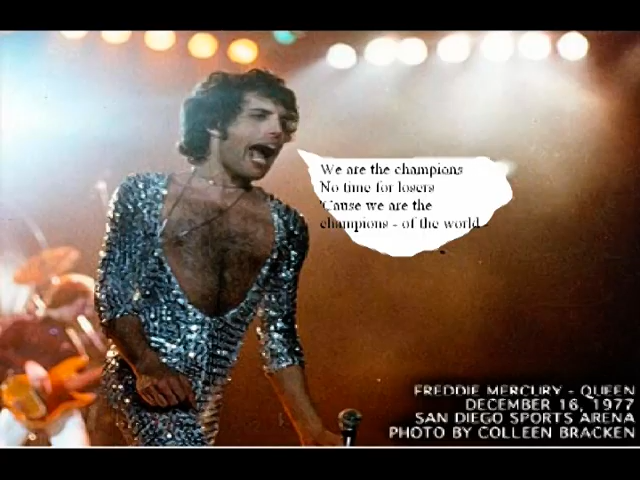 We are the champions
No time for losers
'Cause we are the
champions - of the world -
FREDDIE MERCURY - QUEEN
DECEMBER 16, 1977
SAN DIEGO SPORTS ARENA
PHOTO BY COLLEEN BRACKEN